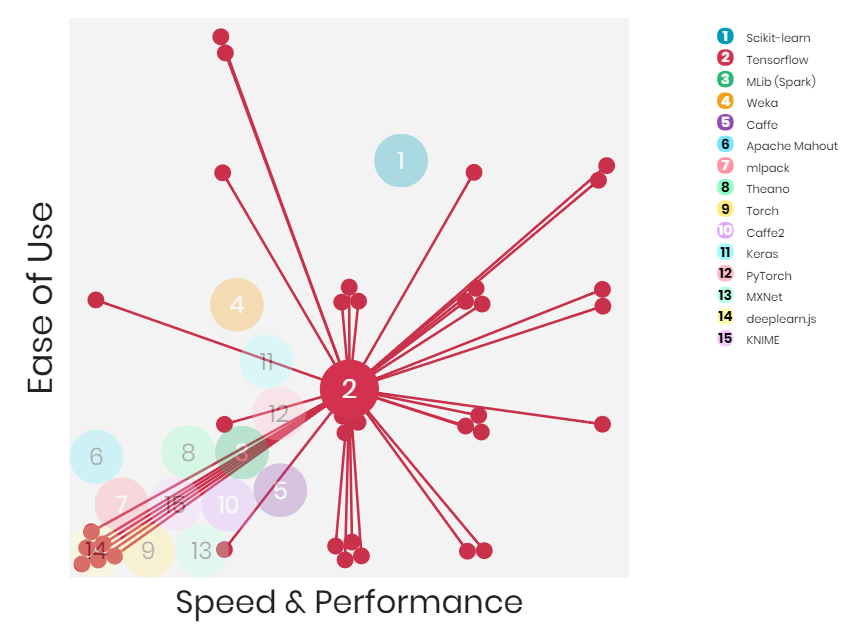 1
2
4
11
12
3
8
6
5
7
15
10
14
9
13
Ease of Use
Speed & Performance
1 Scikit-learn
2 Tensorflow
3 MLib (Spark)
4 Weka
5 Caffe
6 Apache Mahout
7 mlpack
8 Theano
9 Torch
10 Caffe2
11 Keras
12 PyTorch
13 MXNet
14 deeplearn.js
15 KNIME